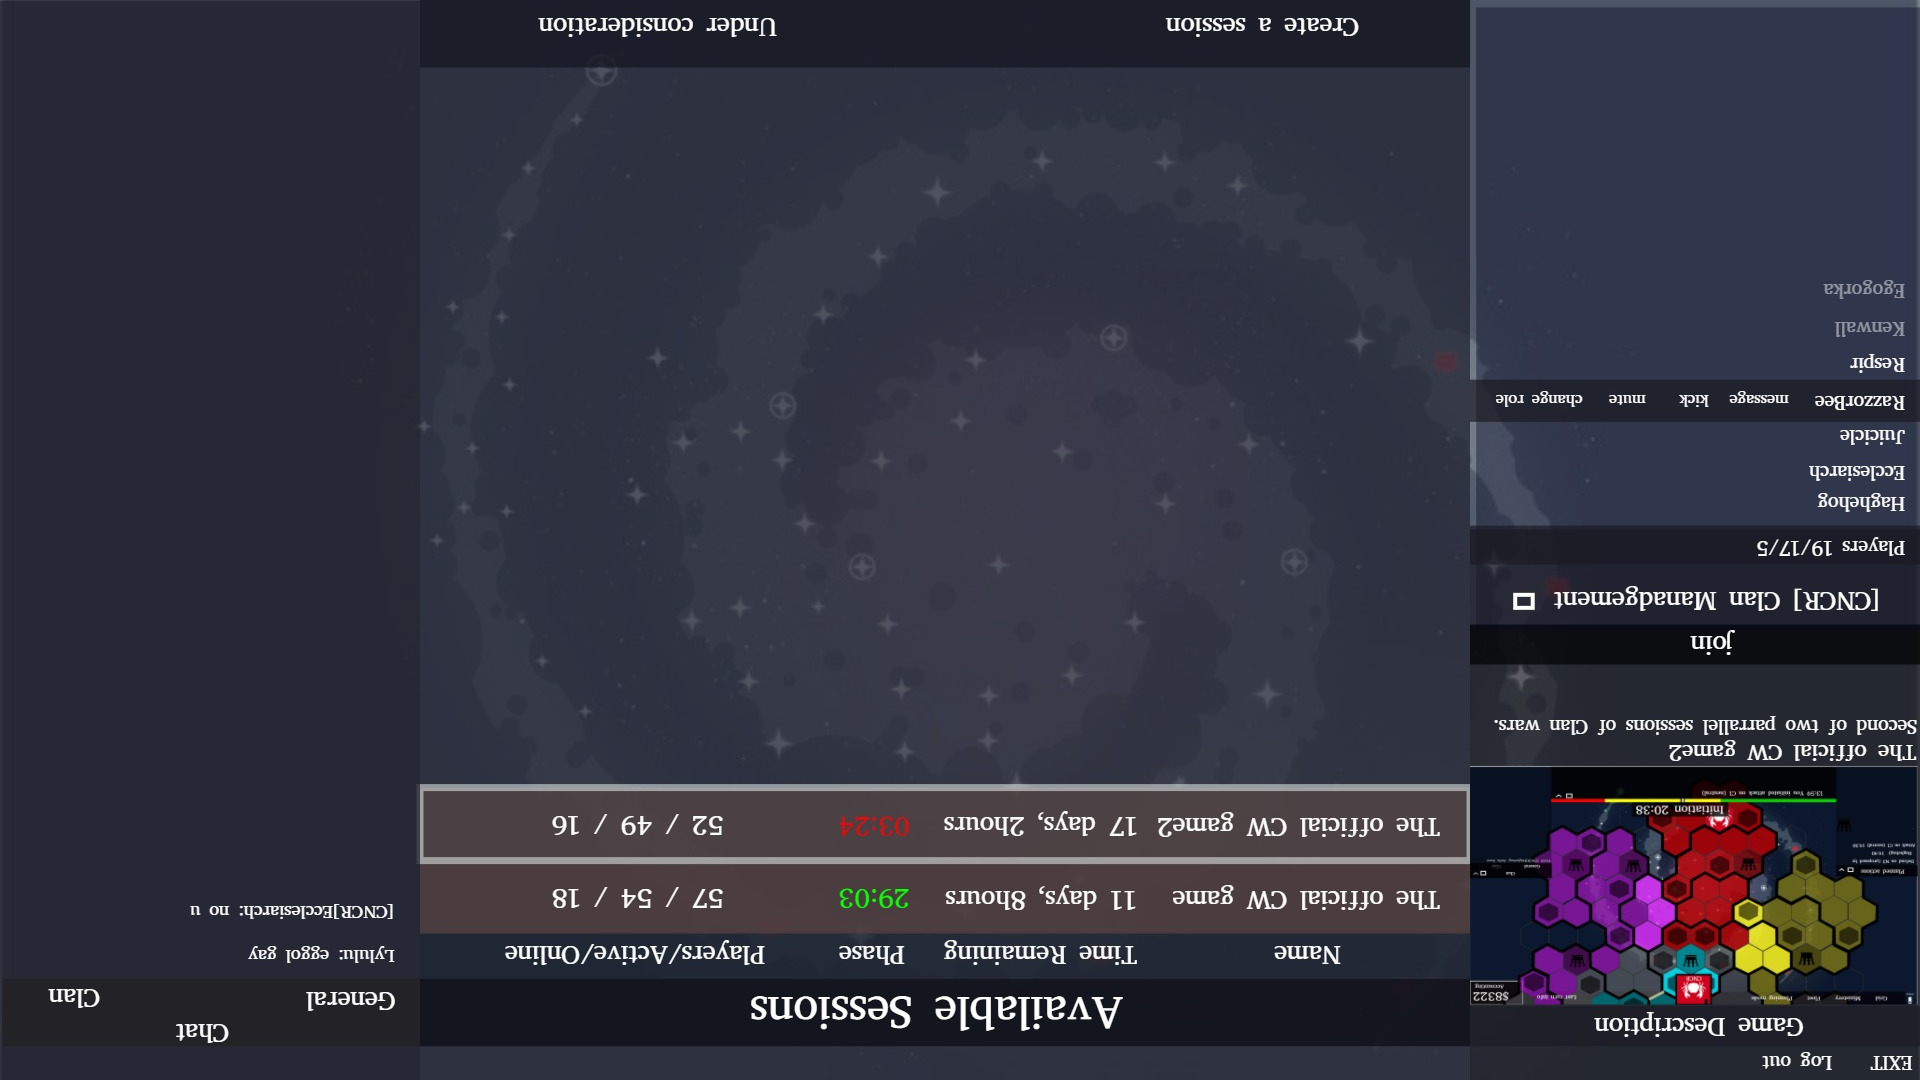 EXIT Log out
Game Description
$8322
CNCR
Initiation 20:38
The official CW game2
Second of two parrallel sessions of Clan wars.
join
[CNCR] Clan Management
Players 19/17/5
Haghehog
Ecclesiarch
Juicicle
RazzorBee message kick mute change role
Respir
Kenwall
Egogorka
Available Sessions
Name Time Remaining Phase Players/Active/Online
The official CW game 11 days, 8hours 29:03 57 / 54 / 18
The official CW game2 17 days, 2hours 03:24 52 / 49 / 16
Create a session Under consideration
Chat
General Clan
Lylulu: eggol gay
[CNCR]Ecclesiarch: no u